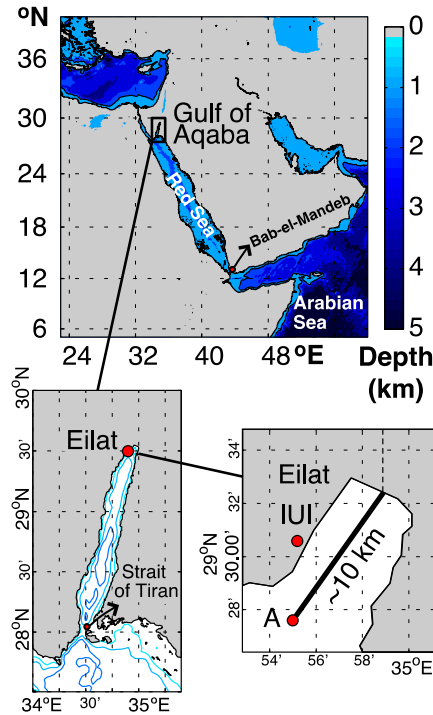 ºN
36
30
24
18
12
6
24
32
40
48
ºE
Gulf of
Aqaba
Red Sea
Bab-el-Mandeb
Arabian
Sea
0
1
2
3
4
5
Depth
(km)
30ºN
30'
29ºN
30'
28ºN
34ºE
30'
35ºE
Eilat
Strait
of Tiran
34'
32'
29ºN
30.00'
28'
54'
56'
58'
35ºE
Eilat
IUI
A
~10 km